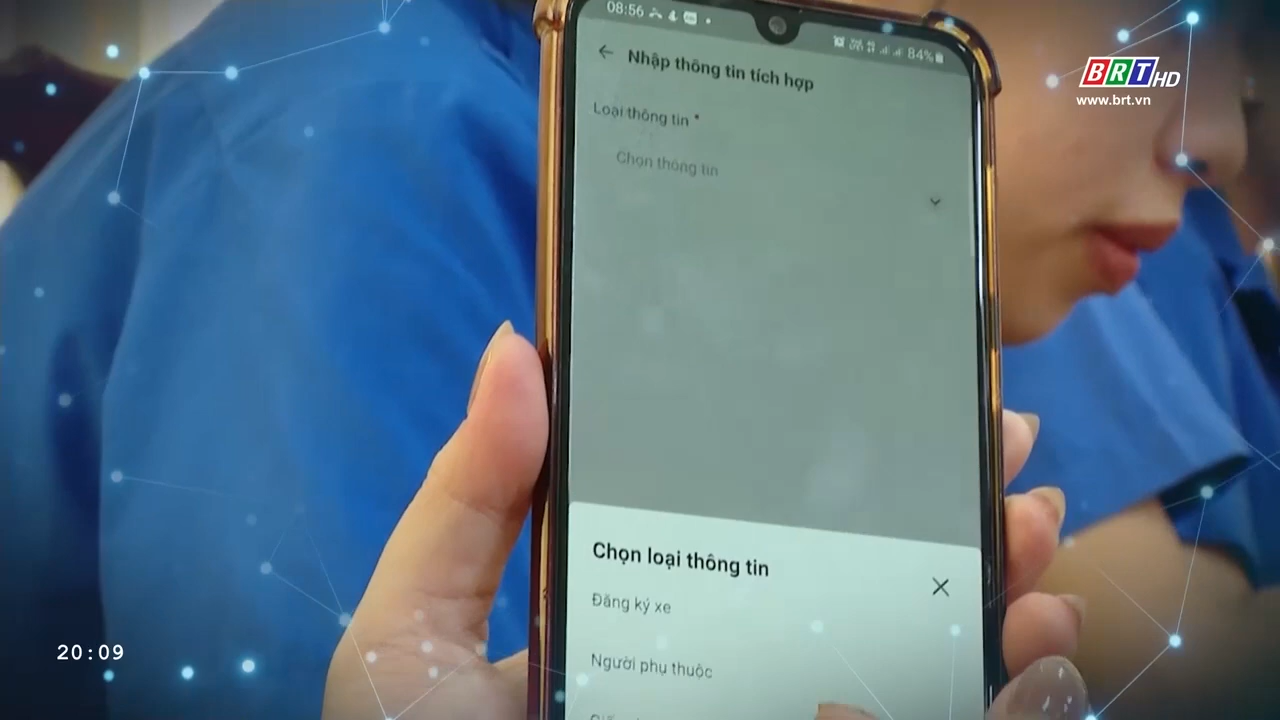 08:56
84%
Nhập thông tin tích hợp
Loại thông tin *
Chọn thông tin
Chọn loại thông tin
Đăng ký xe
Người phụ thuộc
BRT HD
www.brt.vn
20:09